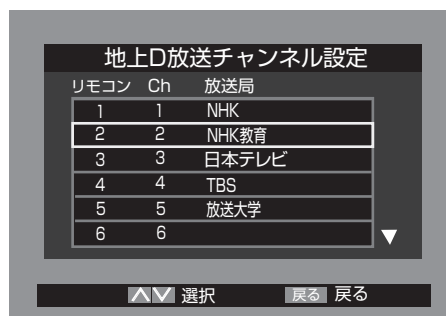 地上D放送チャンネル設定
リモコン Ch 放送局
1 1 NHK
2 2 NHK教育
3 3 日本テレビ
4 4 TBS
5 5 放送大学
6 6
▼
∧∨ 選択 戻る 戻る